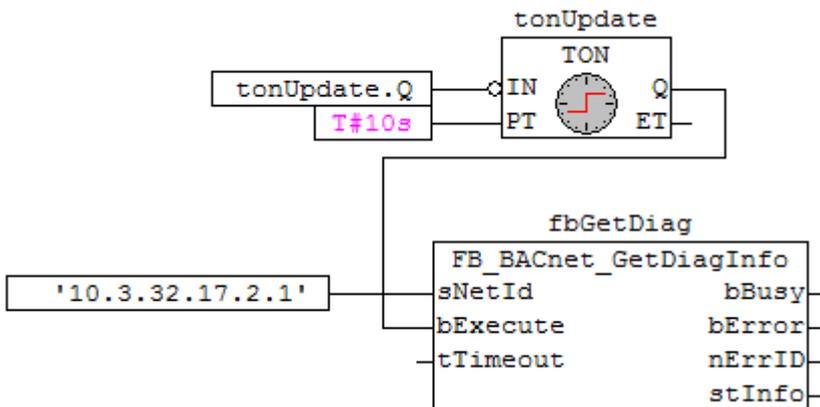 tonUpdate
TON
tonUpdate.Q IN Q
T#10s PT ET
fbGetDiag
FB_BACnet_GetDiagInfo
'10.3.32.17.2.1' sNetId bBusy
bExecute bError
tTimeout nErrID
stInfo